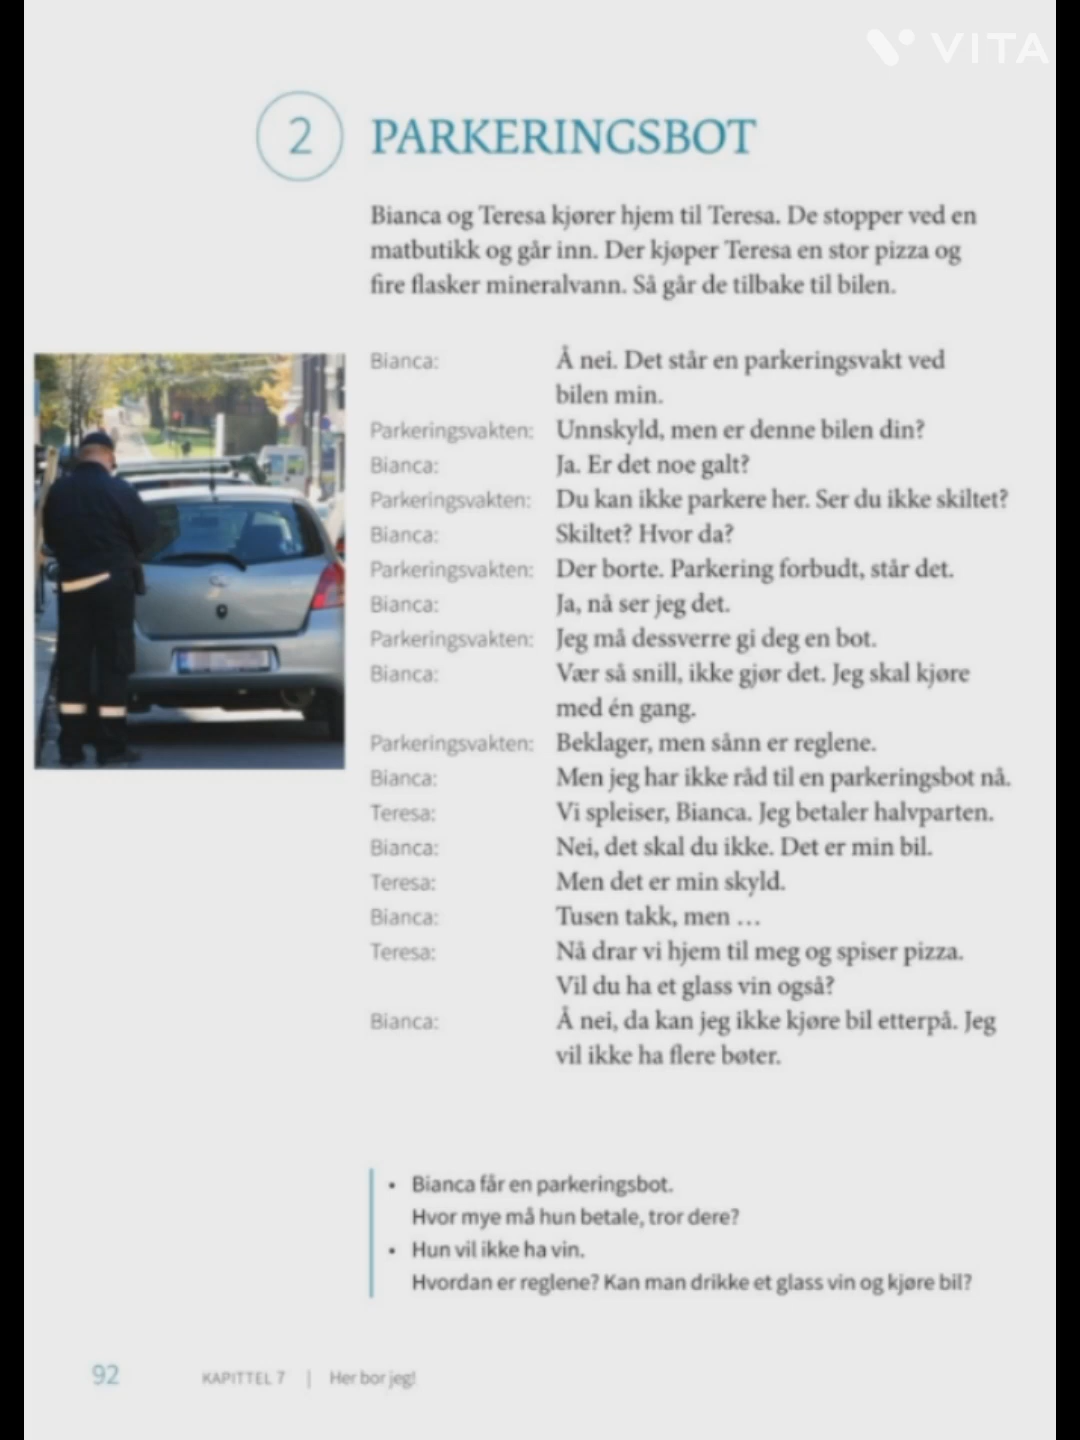 VITA
2 PARKERINGSBOT
Bianca og Teresa kjører hjem til Teresa. De stopper ved en
matbutikk og går inn. Der kjøper Teresa en stor pizza og
fire flasker mineralvann. Så går de tilbake til bilen.
Bianca: Å nei. Det står en parkeringsvakt ved
bilen min.
Parkeringsvakten: Unnskyld, men er denne bilen din?
Bianca: Ja. Er det noe galt?
Parkeringsvakten: Du kan ikke parkere her. Ser du ikke skiltet?
Bianca: Skiltet? Hvor da?
Parkeringsvakten: Der borte. Parkering forbudt, står det.
Bianca: Ja, nå ser jeg det.
Parkeringsvakten: Jeg må dessverre gi deg en bot.
Bianca: Vær så snill, ikke gjør det. Jeg skal kjøre
med én gang.
Parkeringsvakten: Beklager, men sånn er reglene.
Bianca: Men jeg har ikke råd til en parkeringsbot nå.
Teresa: Vi spleiser, Bianca. Jeg betaler halvparten.
Bianca: Nei, det skal du ikke. Det er min bil.
Teresa: Men det er min skyld.
Bianca: Tusen takk, men …
Teresa: Nå drar vi hjem til meg og spiser pizza.
Vil du ha et glass vin også?
Bianca: Å nei, da kan jeg ikke kjøre bil etterpå. Jeg
vil ikke ha flere bøter.
• Bianca får en parkeringsbot.
Hvor mye må hun betale, tror dere?
• Hun vil ikke ha vin.
Hvordan er reglene? Kan man drikke et glass vin og kjøre bil?
92 KAPITTEL 7 | Her bor jeg!